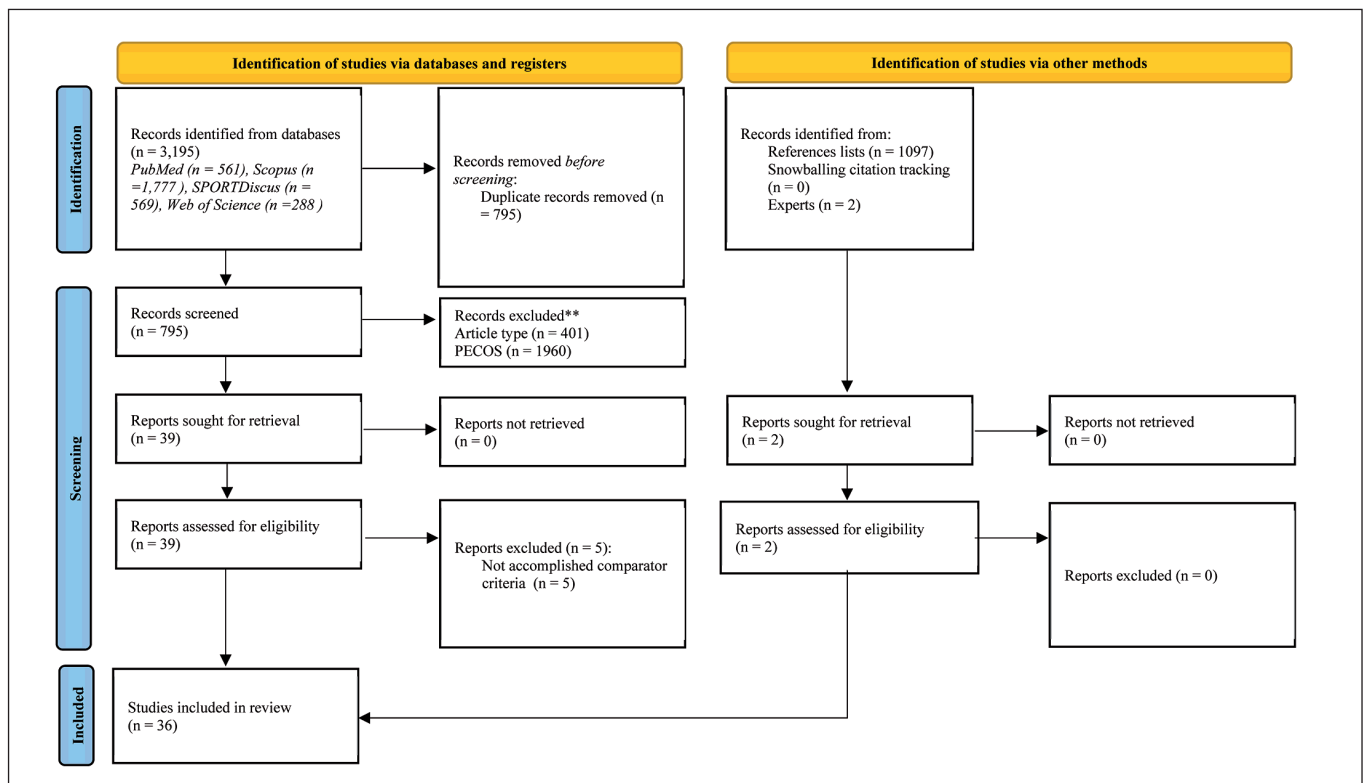 Identification of studies via databases and registers
Identification of studies via other methods
Identification
Records identified from databases
(n = 3,195)
PubMed (n = 561), Scopus (n
=1,777 ), SPORTDiscus (n =
569), Web of Science (n =288 )
Records removed before
screening:
Duplicate records removed (n
= 795)
Records identified from:
References lists (n = 1097)
Snowballing citation tracking
(n = 0)
Experts (n = 2)
Screening
Records screened
(n = 795)
Records excluded**
Article type (n = 401)
PECOS (n = 1960)
Reports sought for retrieval
(n = 39)
Reports not retrieved
(n = 0)
Reports sought for retrieval
(n = 2)
Reports not retrieved
(n = 0)
Reports assessed for eligibility
(n = 39)
Reports excluded (n = 5):
Not accomplished comparator
criteria  (n = 5)
Reports assessed for eligibility
(n = 2)
Reports excluded (n = 0)
Included
Studies included in review
(n = 36)